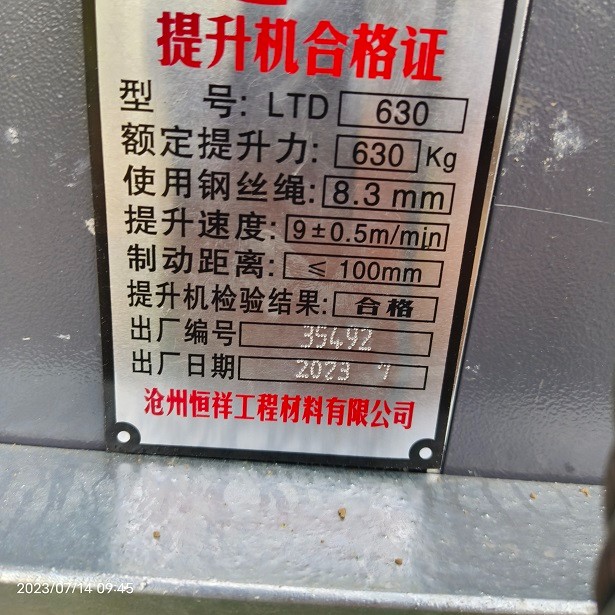 提升机合格证
型 号: LTD 630
额定提升力: 630 Kg
使用钢丝绳: 8.3 mm
提升速度: 9±0.5m/min
制动距离: ≤ 100mm
提升机检验结果: 合格
出厂编号 35492
出厂日期 2023 7
沧州恒祥工程材料有限公司
2023/07/14 09:45